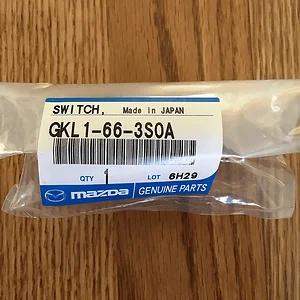 SWITCH, Made in JAPAN
GKL1-66-3S0A
QTY 1 LOT 6H29
mazda GENUINE PARTS